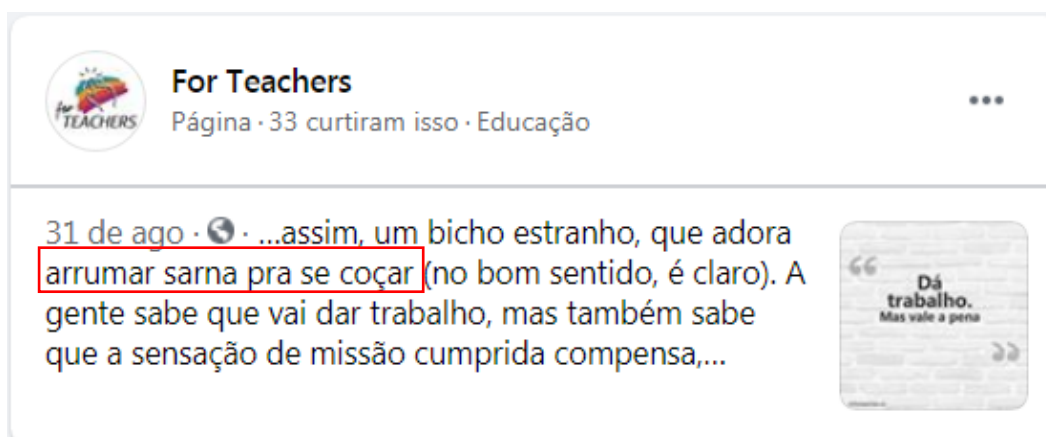 For Teachers
for
TEACHERS
Página · 33 curtiram isso · Educação
31 de ago · ...assim, um bicho estranho, que adora
arrumar sarna pra se coçar (no bom sentido, é claro). A
gente sabe que vai dar trabalho, mas também sabe
que a sensação de missão cumprida compensa,...
“
Dá
trabalho.
Mas vale a pena
”